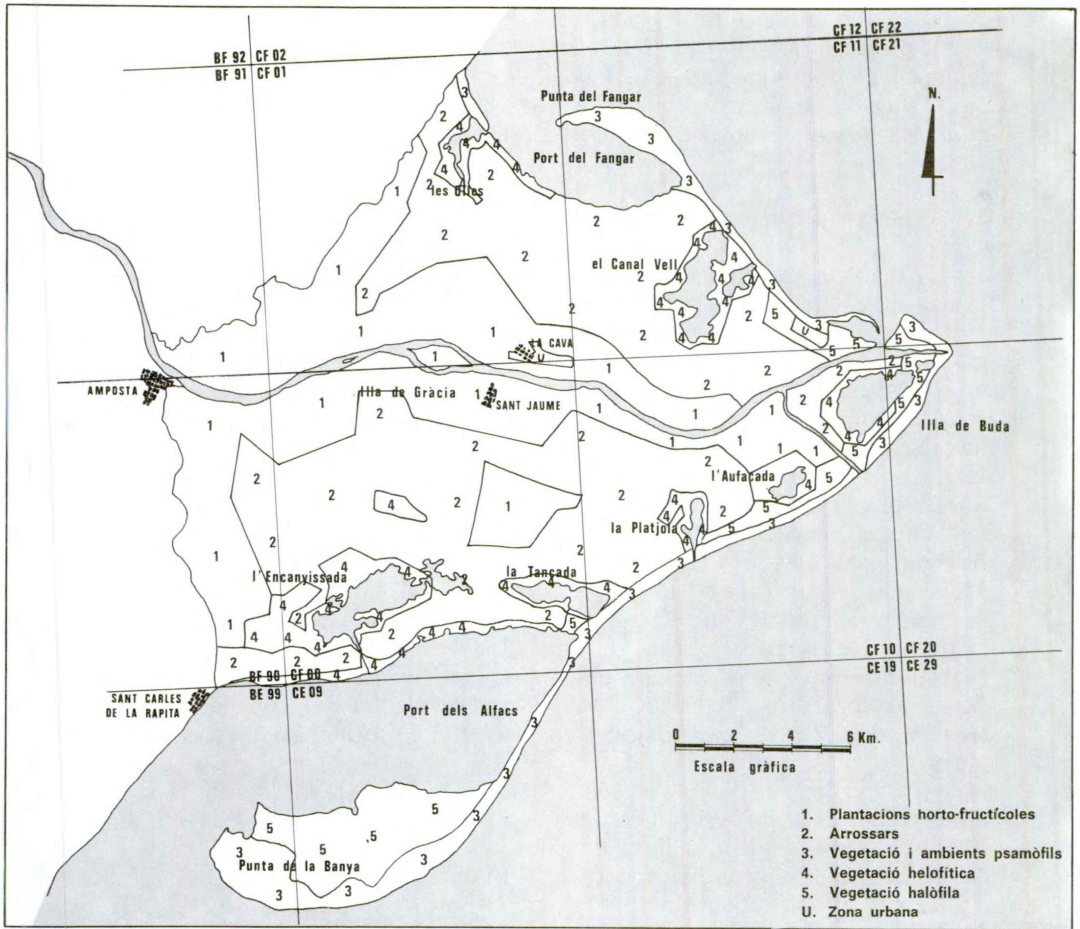 BF 92 CF 02
BF 91 CF 01
CF 12 CF 22
CF 11 CF 21
N.
Punta del Fangar
Port del Fangar
les Olles
el Canal Vell
LA CAVA
U
U
AMPOSTA
Illa de Gràcia
SANT JAUME
Illa de Buda
l'Aufacada
la Platjola
l'Encanyissada
la Tancada
BF 90 CF 00
BE 99 CE 09
CF 10 CF 20
CE 19 CE 29
SANT CARLES
DE LA RAPITA
Port dels Alfacs
0 2 4 6 Km.
Escala gràfica
Punta de la Banya
1. Plantacions horto-fructícoles
2. Arrossars
3. Vegetació i ambients psamòfils
4. Vegetació helofítica
5. Vegetació halòfila
U. Zona urbana